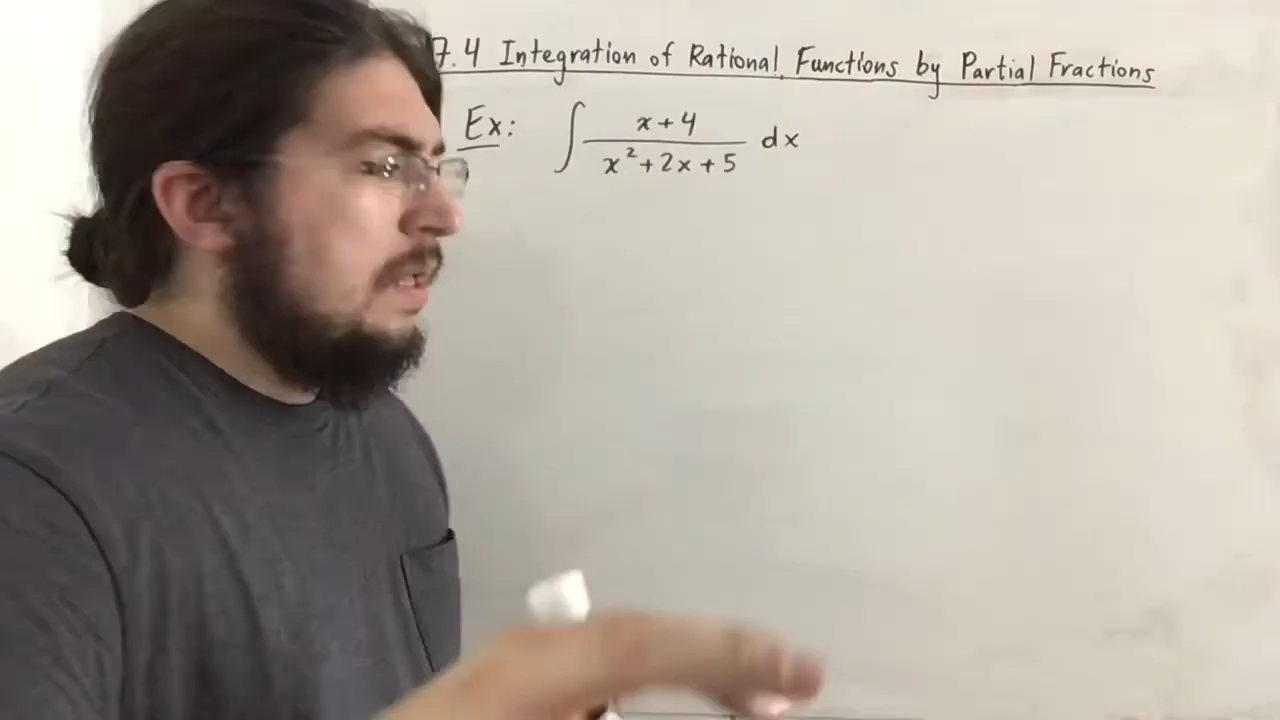 7.4 Integration of Rational Functions by Partial Fractions
Ex: ∫ (x+4)/(x²+2x+5) dx